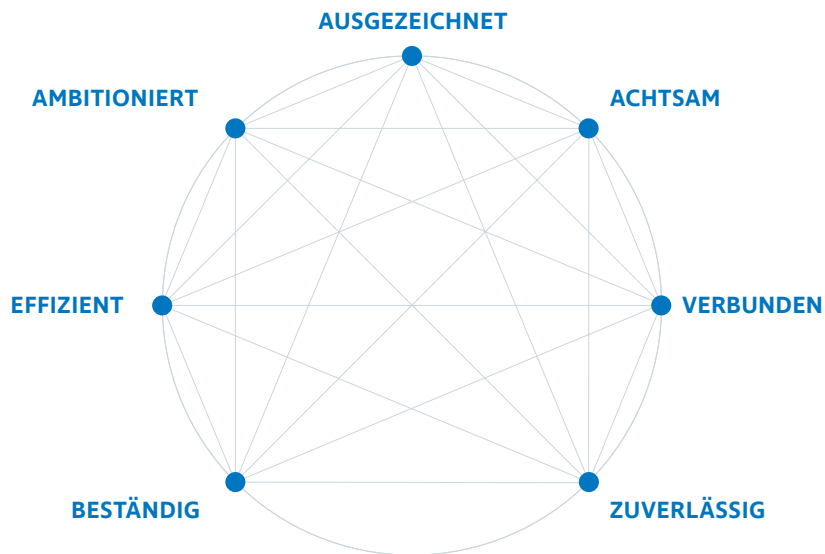 AUSGEZEICHNET
AMBITIONIERT
ACHTSAM
EFFIZIENT
VERBUNDEN
BESTÄNDIG
ZUVERLÄSSIG